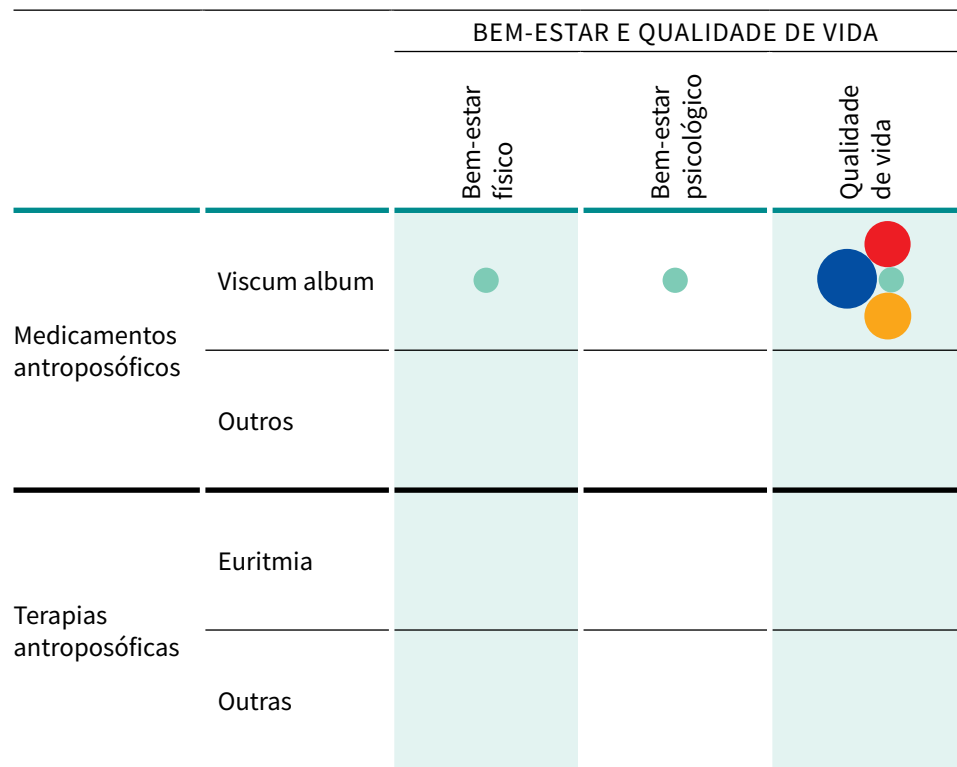 BEM-ESTAR E QUALIDADE DE VIDA
Bem-estar
físico
Bem-estar
psicológico
Qualidade
de vida
Viscum album
Medicamentos
antroposóficos
Outros
Euritmia
Terapias
antroposóficas
Outras